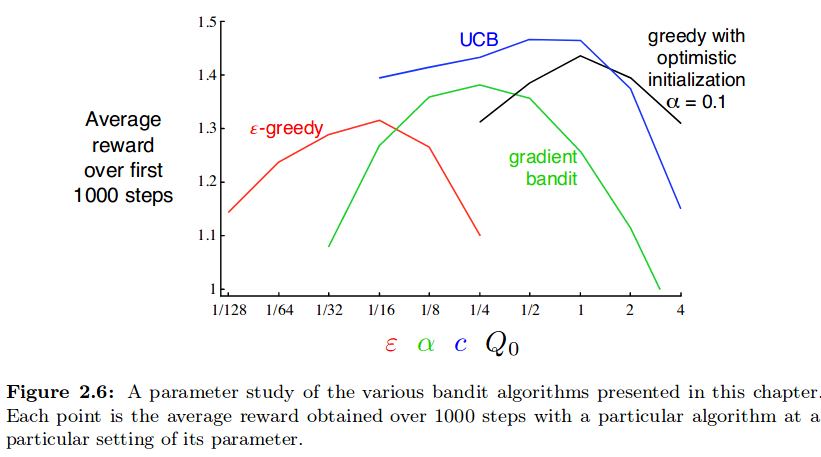 1.5
UCB
greedy with
optimistic
initialization
α = 0.1
1.4
Average
reward
over first
1000 steps
ε-greedy
1.3
gradient
bandit
1.2
1.1
1
1/128 1/64 1/32 1/16 1/8 1/4 1/2 1 2 4
ε α c Q₀
Figure 2.6: A parameter study of the various bandit algorithms presented in this chapter.
Each point is the average reward obtained over 1000 steps with a particular algorithm at a
particular setting of its parameter.